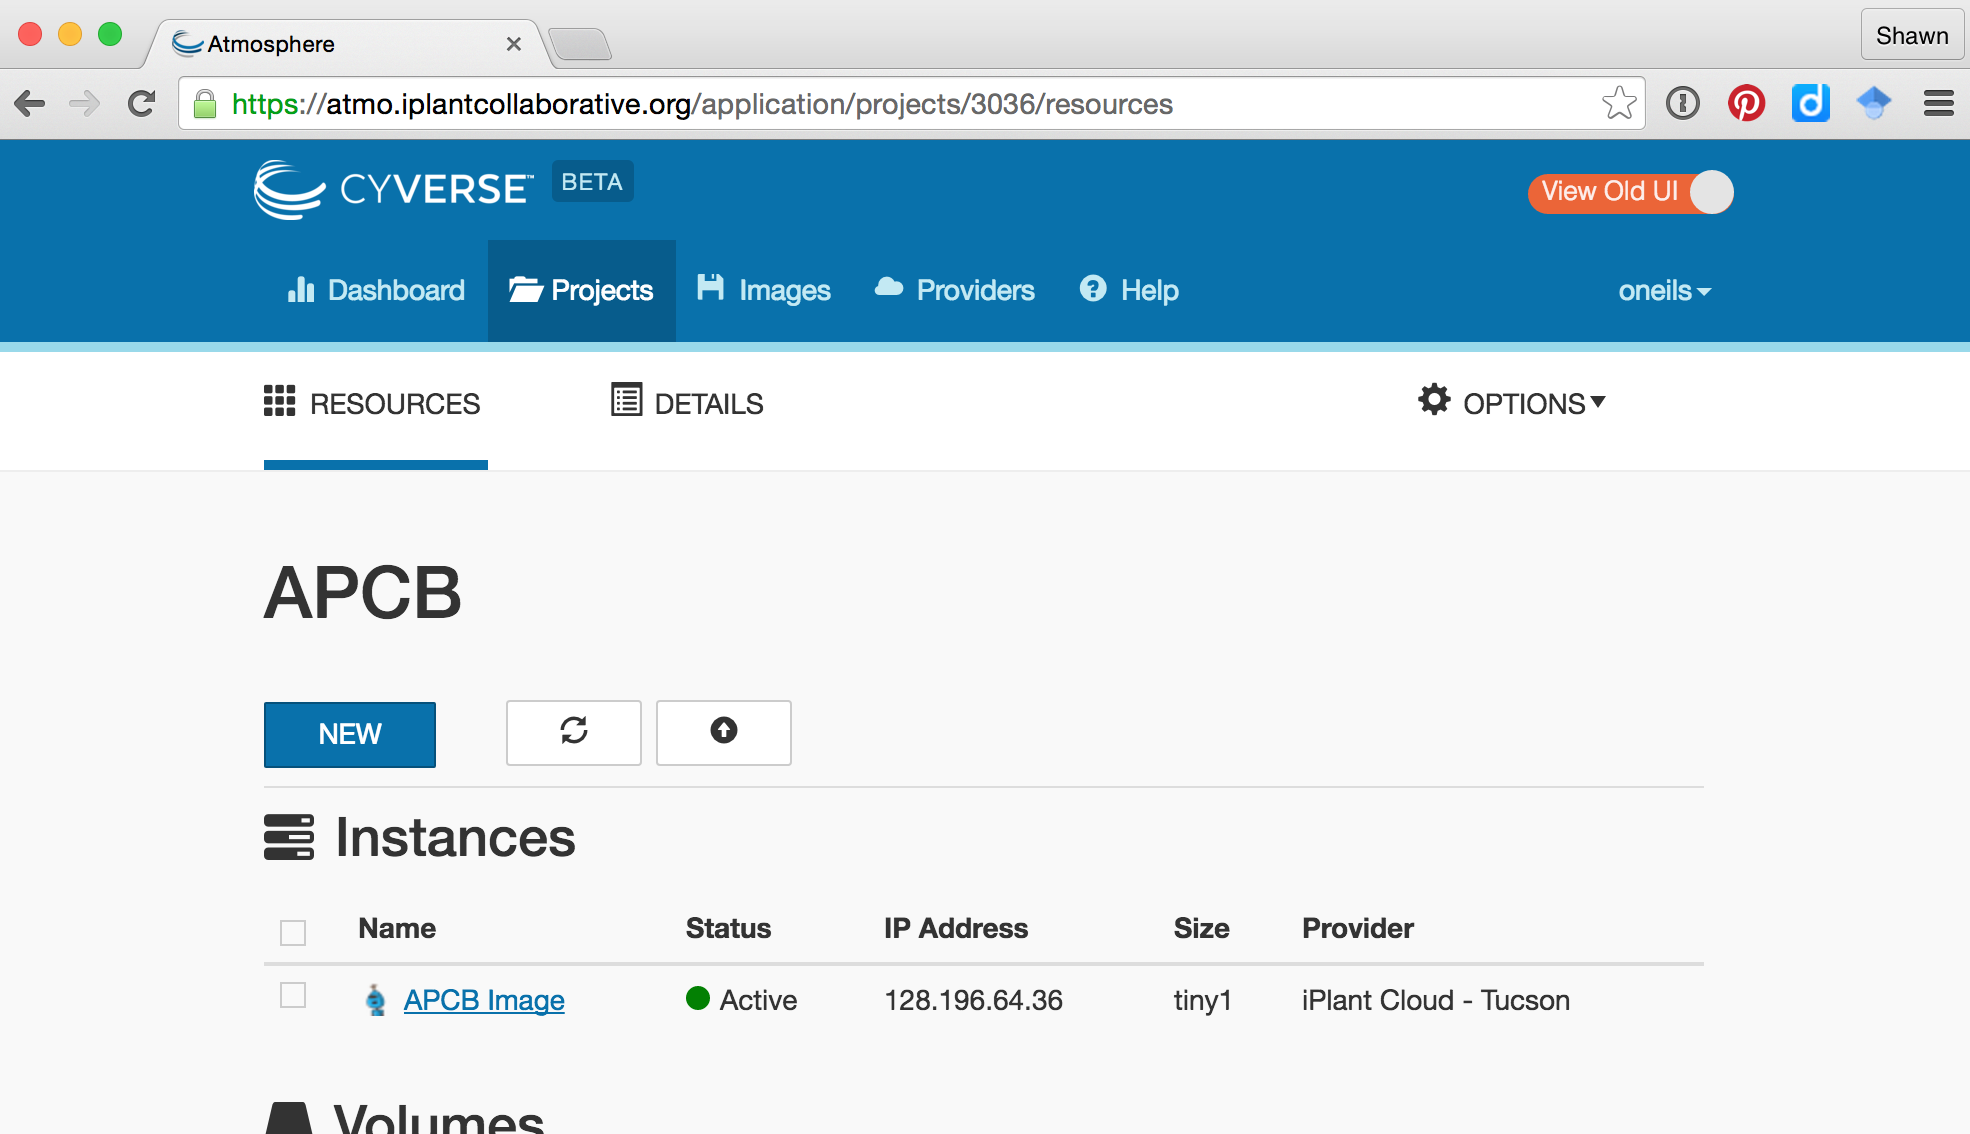 Atmosphere
Shawn
https://atmo.iplantcollaborative.org/application/projects/3036/resources
CYVERSE™ BETA
View Old UI
Dashboard Projects Images Providers Help oneils
RESOURCES DETAILS OPTIONS
APCB
NEW
Instances
Name Status IP Address Size Provider
APCB Image Active 128.196.64.36 tiny1 iPlant Cloud - Tucson
Volumes